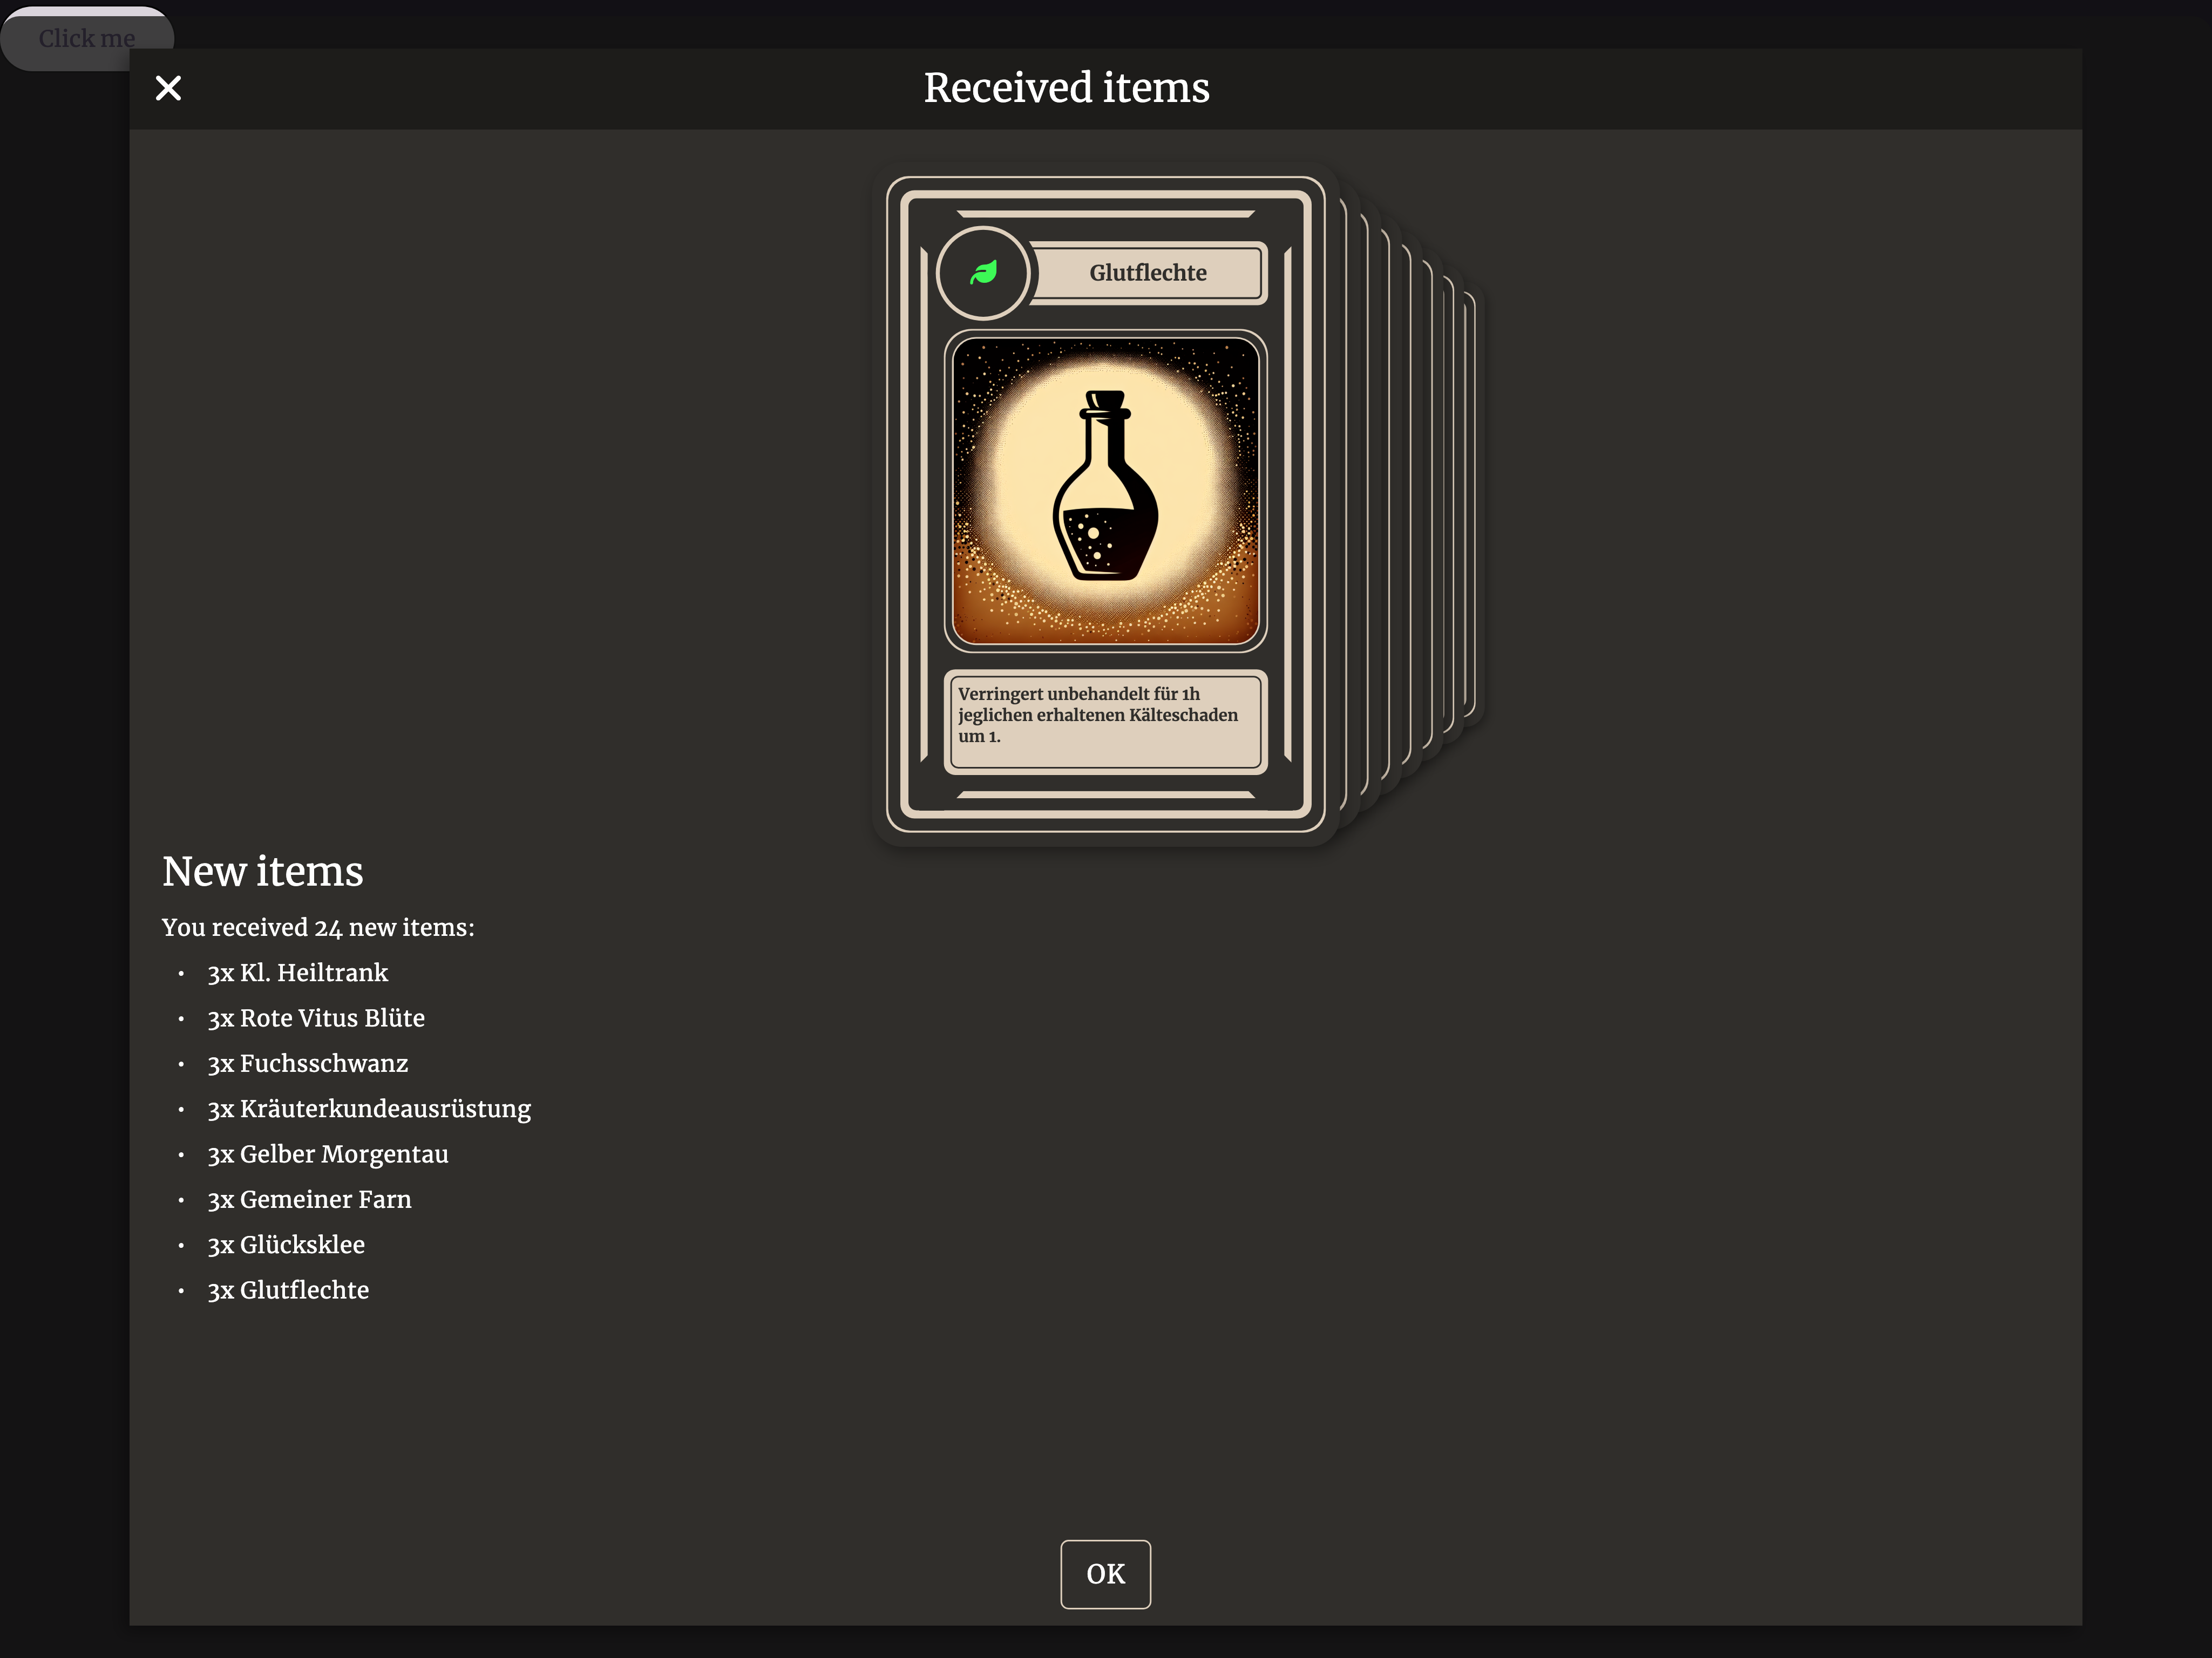 Click me
Received items
Glutflechte
Verringert unbehandelt für 1h
jeglichen erhaltenen Kälteschaden
um 1.
New items
You received 24 new items:
• 3x Kl. Heiltrank
• 3x Rote Vitus Blüte
• 3x Fuchsschwanz
• 3x Kräuterkundeausrüstung
• 3x Gelber Morgentau
• 3x Gemeiner Farn
• 3x Glücksklee
• 3x Glutflechte
OK